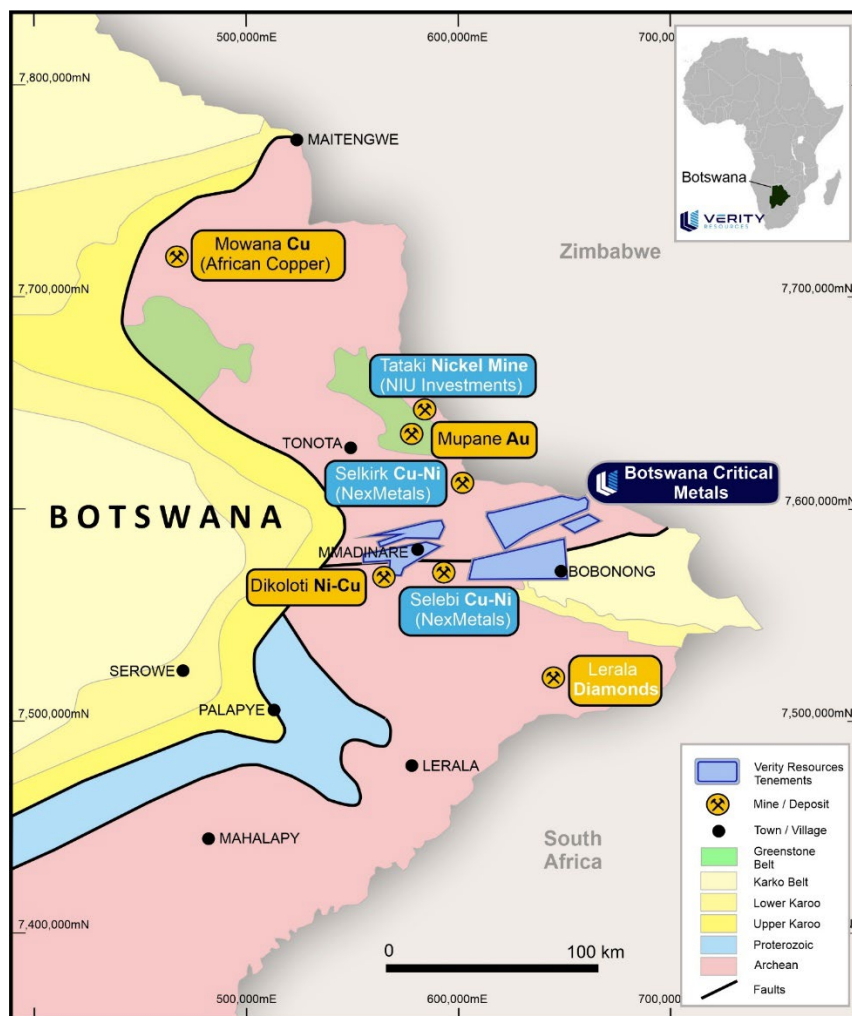 500,000mE
600,000mE
700,000
7,800,000mN
MAITENGWE
Botswana
VERITY
RESOURCES
Mowana Cu
(African Copper)
Zimbabwe
7,700,000mN
7,700,000mN
Tataki Nickel Mine
(NIU Investments)
Mupane Au
TONOTA
Selkirk Cu-Ni
(NexMetals)
Botswana Critical
Metals
BOTSWANA
7,600,000mN
MMADINARE
Dikoloti Ni-Cu
BOBONONG
Selebi Cu-Ni
(NexMetals)
SEROWE
Lerala
Diamonds
PALAPYE
7,500,000mN
7,500,000mN
LERALA
MAHALAPY
South
Africa
7,400,000mN
0
100 km
Verity Resources
Tenements
Mine / Deposit
Town / Village
Greenstone
Belt
Karko Belt
Lower Karoo
Upper Karoo
Proterozoic
Archean
Faults
500,000mE
600,000mE
700,000